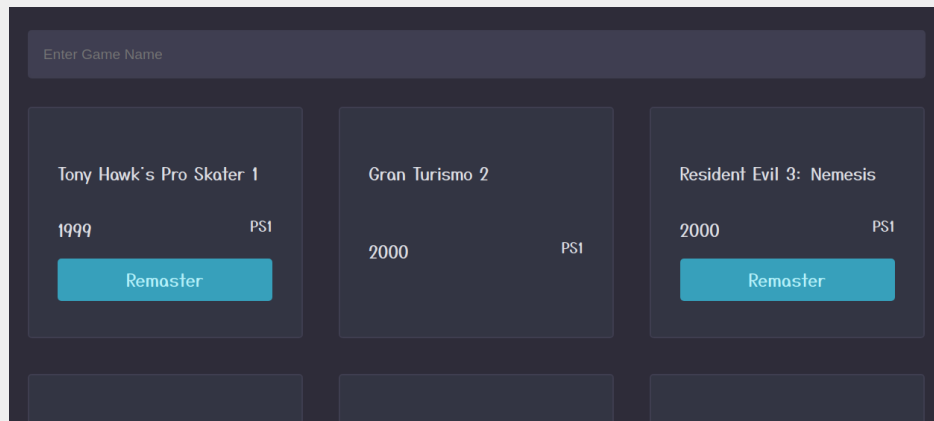 Enter Game Name
Tony Hawk's Pro Skater 1
1999
PS1
Remaster
Gran Turismo 2
2000
PS1
Resident Evil 3: Nemesis
2000
PS1
Remaster